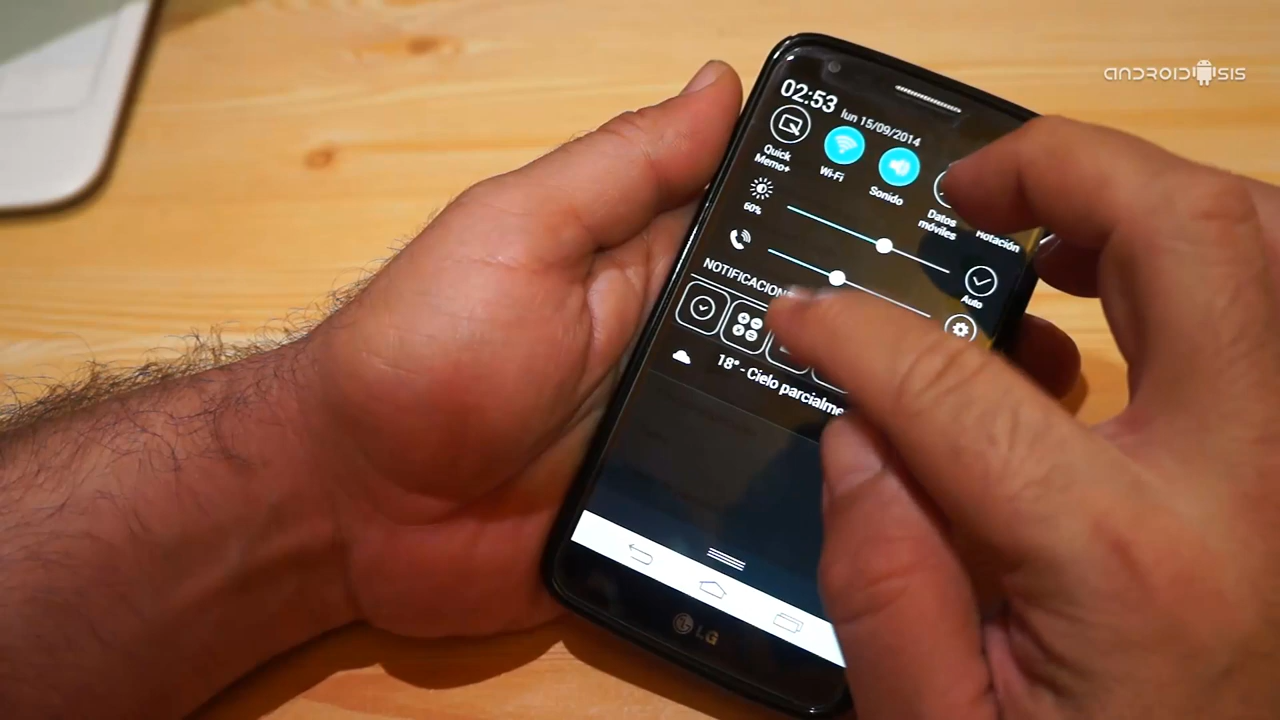 ANDROIDSIS
02:53
lun 15/09/2014
Quick
Memo+
Wi-Fi
Sonido
Datos
móviles
Rotación
60%
Auto
NOTIFICACION
18° - Cielo parcialme
LG